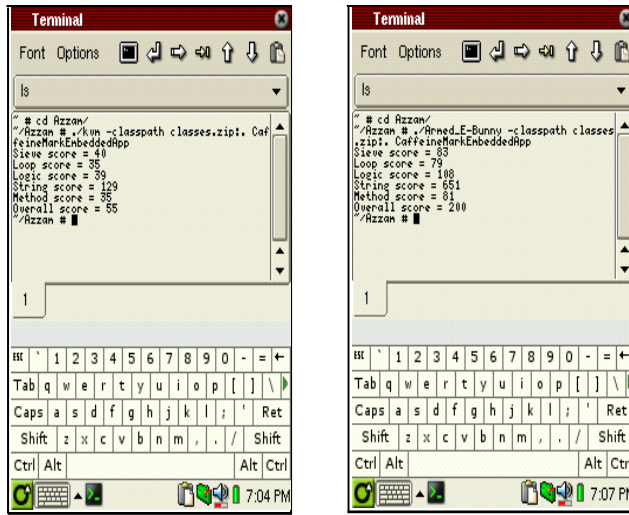 Terminal
Font Options
ls
~ # cd Azzam/
~/Azzam # ./kvm -classpath classes.zip:. Caf
feineMarkEmbeddedApp
Sieve score = 40
Loop score = 35
Logic score = 39
String score = 129
Method score = 35
Overall score = 55
~/Azzam #
1
ESC ` 1 2 3 4 5 6 7 8 9 0 - = ←
Tab q w e r t y u i o p [ ] \
Caps a s d f g h j k l ; ' Ret
Shift z x c v b n m , . / Shift
Ctrl Alt Alt Ctrl
7:04 PM
Terminal
Font Options
ls
~ # cd Azzam/
~/Azzam # ./Armed_E-Bunny -classpath classes
.zip:. CaffeineMarkEmbeddedApp
Sieve score = 83
Loop score = 79
Logic score = 108
String score = 651
Method score = 81
Overall score = 200
~/Azzam #
1
ESC ` 1 2 3 4 5 6 7 8 9 0 - = ←
Tab q w e r t y u i o p [ ] \
Caps a s d f g h j k l ; ' Ret
Shift z x c v b n m , . / Shift
Ctrl Alt Alt Ctr
7:07 PM